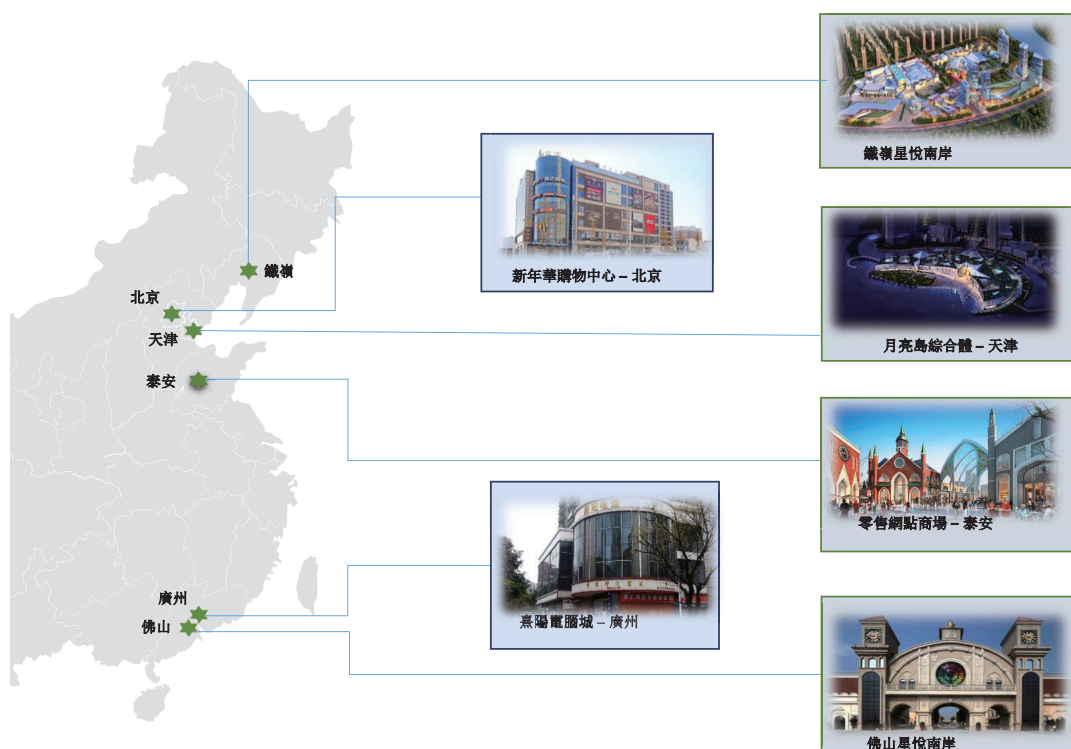 鐵嶺星悅南岸
新年華購物中心 – 北京
鐵嶺
北京
天津
月亮島綜合體 – 天津
泰安
零售網點商場 – 泰安
廣州
熹陽電腦城 – 廣州
佛山
佛山星悅南岸